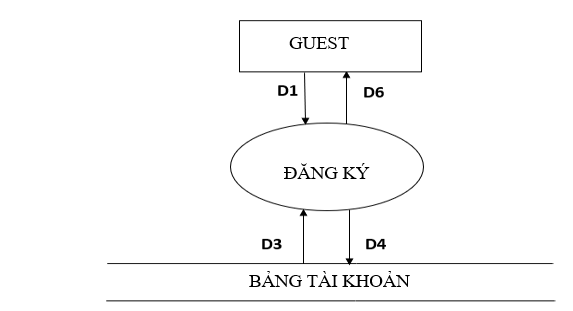 GUEST
D1
D6
ĐĂNG KÝ
D3
D4
BẢNG TÀI KHOẢN